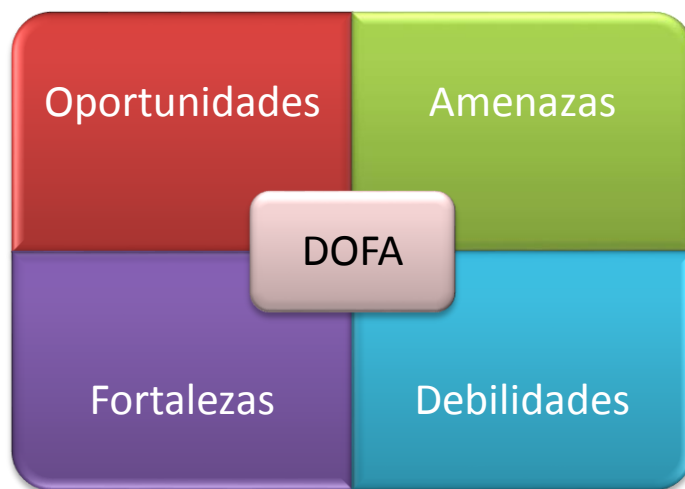 Oportunidades
Amenazas
DOFA
Fortalezas
Debilidades